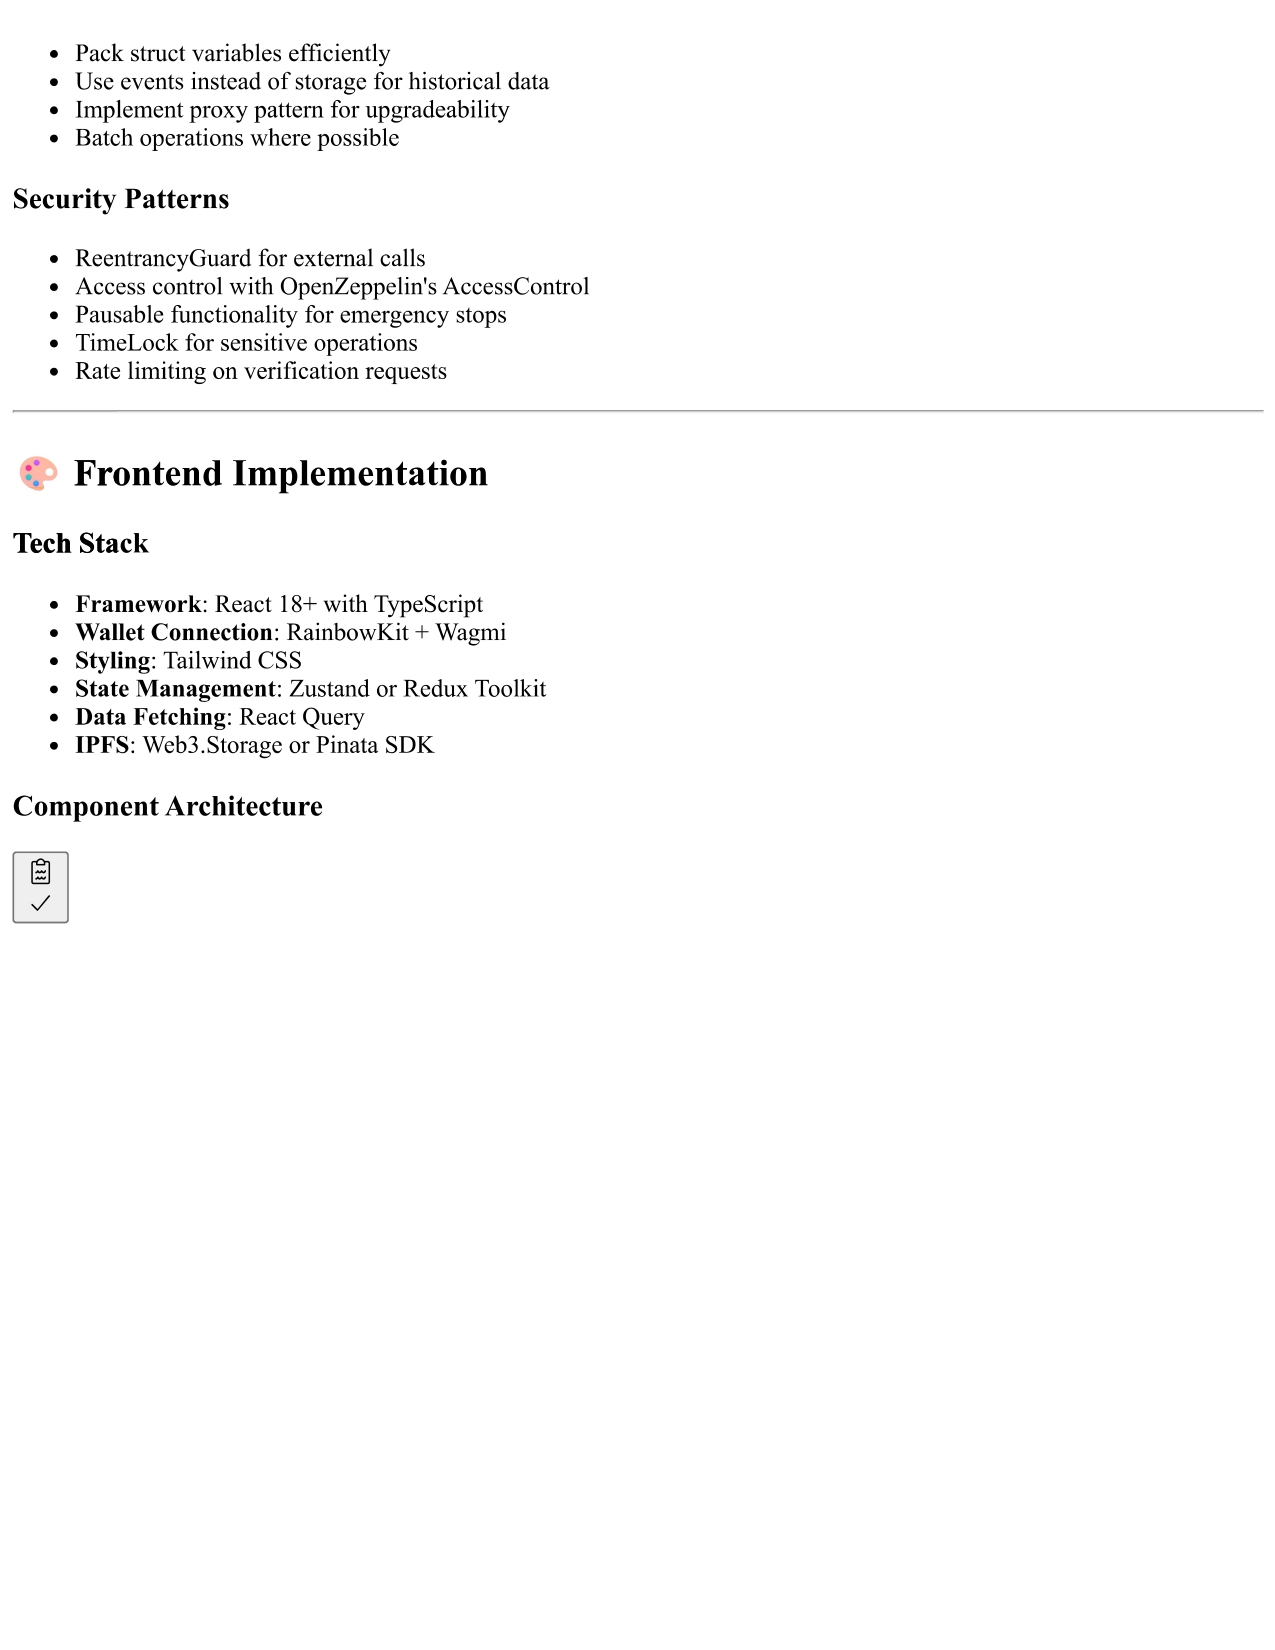 Pack struct variables efficiently
Use events instead of storage for historical data
Implement proxy pattern for upgradeability
Batch operations where possible
Security Patterns
ReentrancyGuard for external calls
Access control with OpenZeppelin's AccessControl
Pausable functionality for emergency stops
TimeLock for sensitive operations
Rate limiting on verification requests
🎨 Frontend Implementation
Tech Stack
Framework: React 18+ with TypeScript
Wallet Connection: RainbowKit + Wagmi
Styling: Tailwind CSS
State Management: Zustand or Redux Toolkit
Data Fetching: React Query
IPFS: Web3.Storage or Pinata SDK
Component Architecture